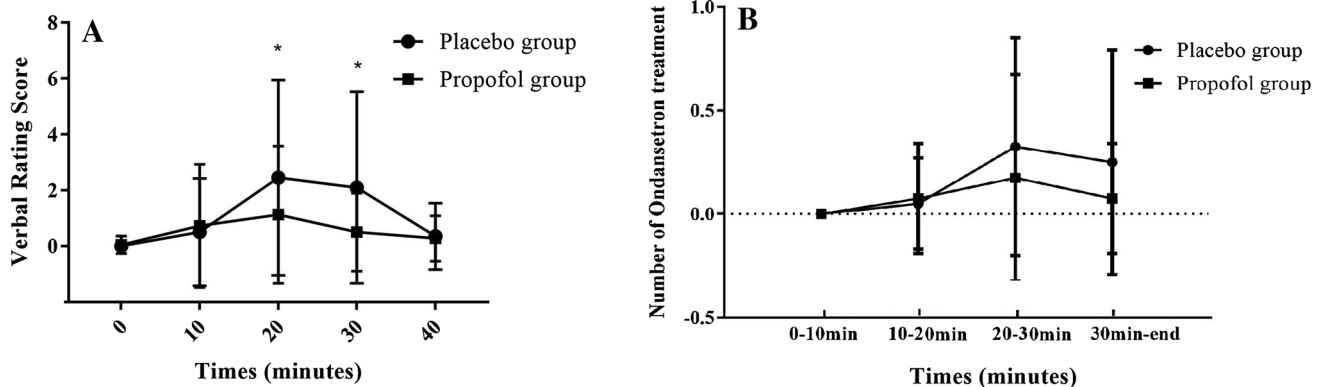 A
Verbal Rating Score
8
6
4
2
0
*
*
Placebo group
Propofol group
0
10
20
30
40
Times (minutes)
B
Number of Ondansetron treatment
1.0
0.5
0.0
-0.5
Placebo group
Propofol group
0-10min
10-20min
20-30min
30min-end
Times (minutes)